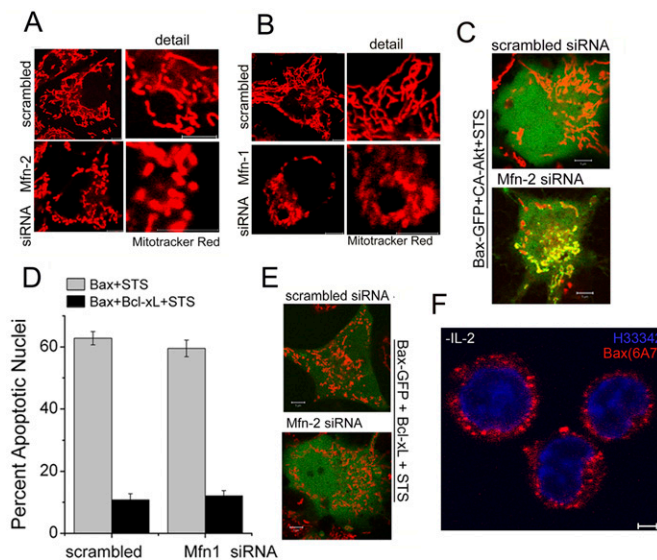 A
detail
scrambled
Mfn-2
siRNA
Mitotracker Red
B
detail
scrambled
Mfn-1
siRNA
Mitotracker Red
C
scrambled siRNA
Bax-GFP+CA-Akt+STS
Mfn-2 siRNA
D
Bax+STS
Bax+Bcl-xL+STS
Percent Apoptotic Nuclei
60
40
20
0
scrambled
Mfn1 siRNA
E
scrambled siRNA
Bax-GFP + Bcl-xL + STS
Mfn-2 siRNA
F
-IL-2
H33342
Bax(6A7)